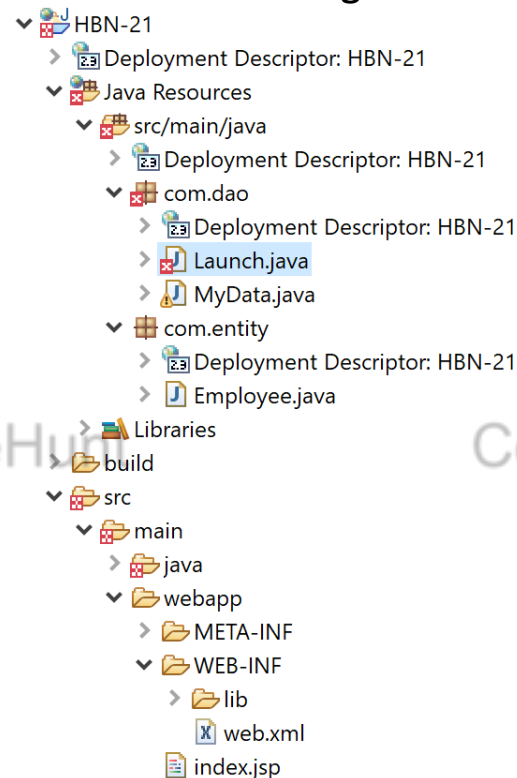 HBN-21
Deployment Descriptor: HBN-21
Java Resources
src/main/java
Deployment Descriptor: HBN-21
com.dao
Deployment Descriptor: HBN-21
Launch.java
MyData.java
com.entity
Deployment Descriptor: HBN-21
Employee.java
Libraries
build
src
main
java
webapp
META-INF
WEB-INF
lib
web.xml
index.jsp